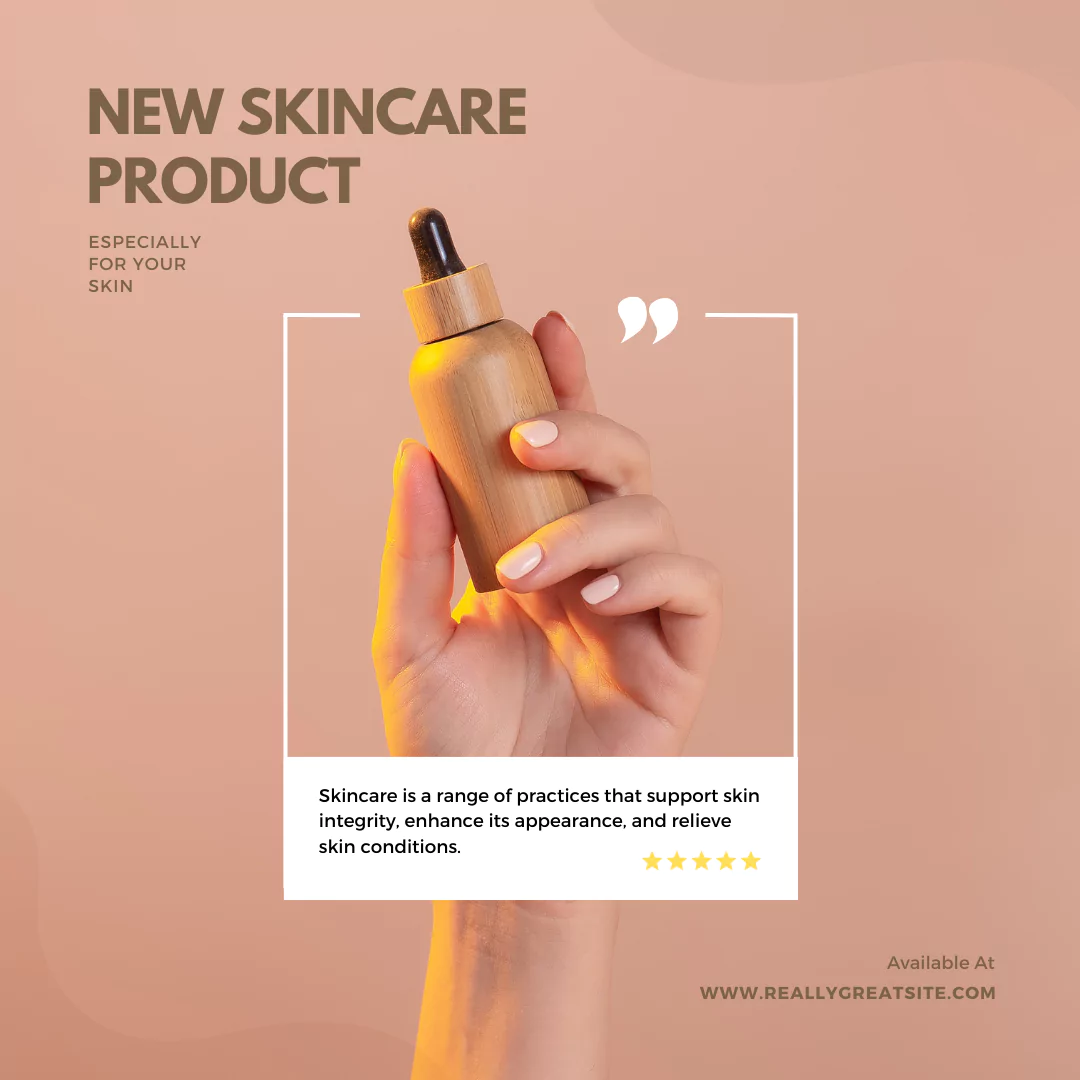 NEW SKINCARE
PRODUCT
ESPECIALLY
FOR YOUR
SKIN
Skincare is a range of practices that support skin
integrity, enhance its appearance, and relieve
skin conditions.
Available At
WWW.REALLYGREATSITE.COM